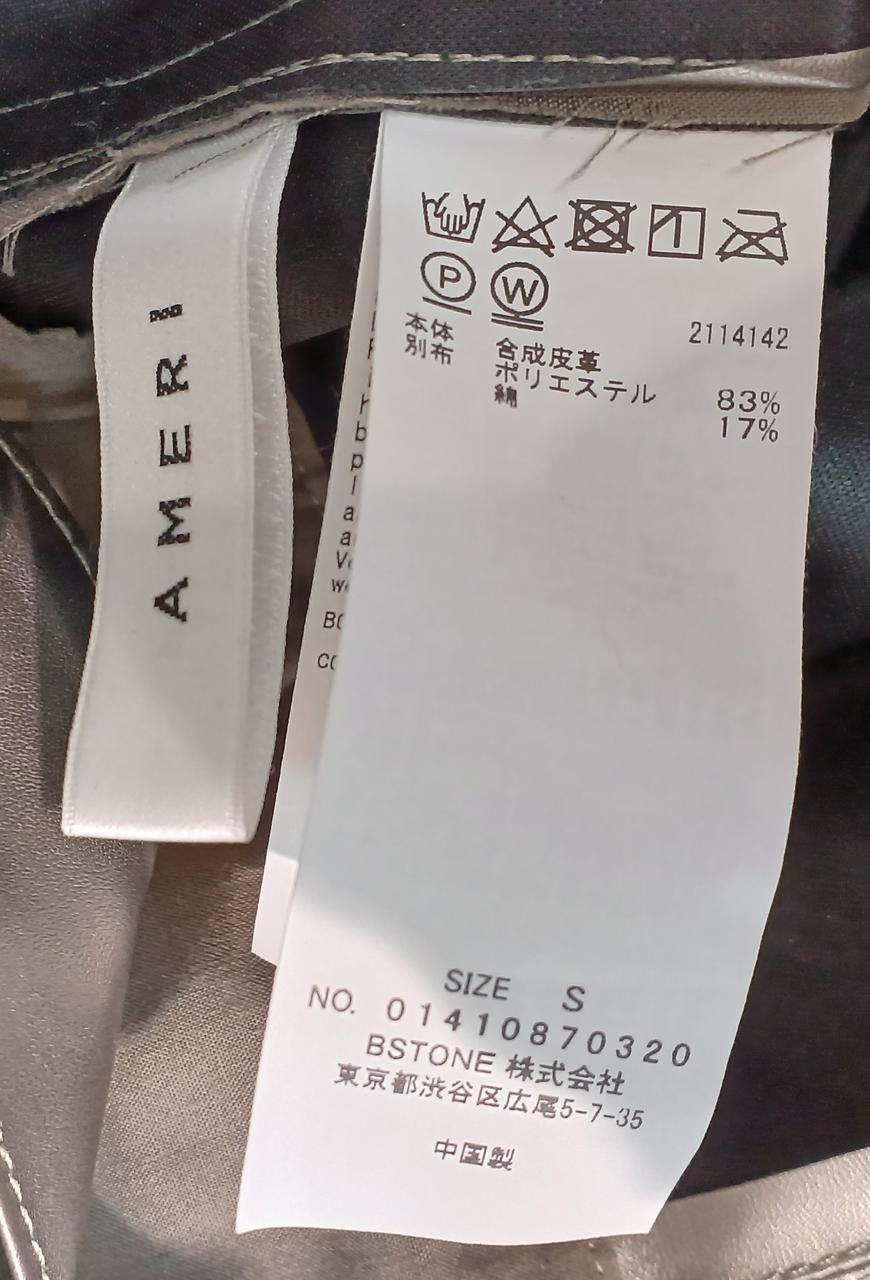 AMERI
P
W
2114142
本体 合成皮革
別布 ポリエステル 83%
綿 17%
SIZE S
NO. 01410870320
BSTONE 株式会社
東京都渋谷区広尾5-7-35
中国製